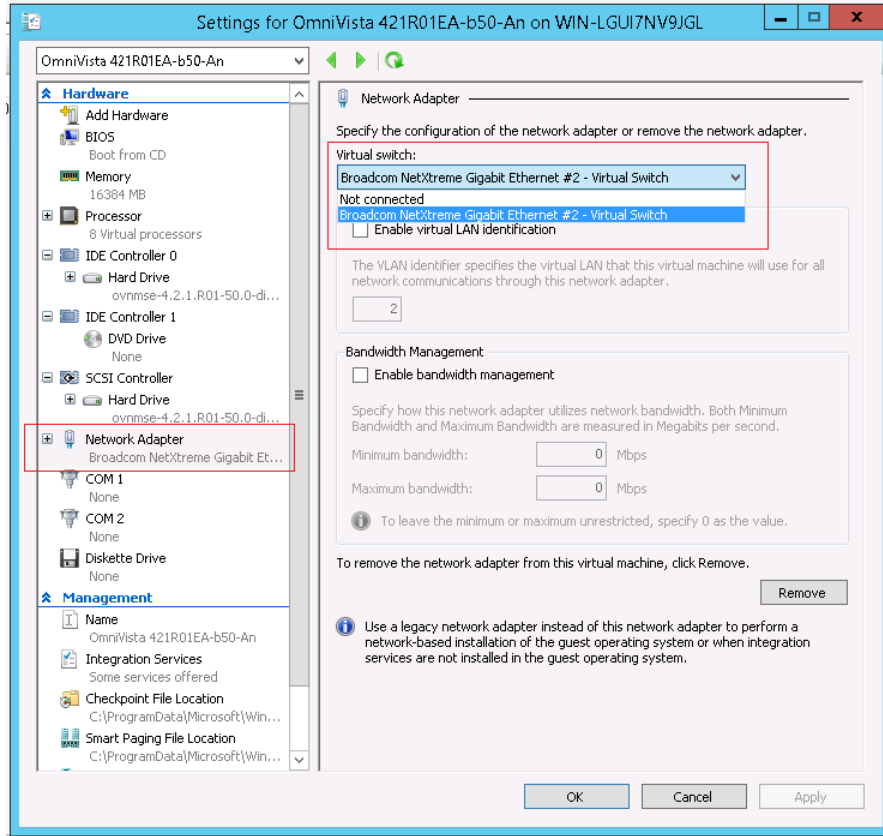 Settings for OmniVista 421R01EA-b50-An on WIN-LGUI7NV9JGL
OmniVista 421R01EA-b50-An
Hardware
Add Hardware
BIOS
Boot from CD
Memory
16384 MB
Processor
8 Virtual processors
IDE Controller 0
Hard Drive
ovnmse-4.2.1.R01-50.0-di...
IDE Controller 1
DVD Drive
None
SCSI Controller
Hard Drive
ovnmse-4.2.1.R01-50.0-di...
Network Adapter
Broadcom NetXtreme Gigabit Et...
COM 1
None
COM 2
None
Diskette Drive
None
Management
Name
OmniVista 421R01EA-b50-An
Integration Services
Some services offered
Checkpoint File Location
C:\ProgramData\Microsoft\Win...
Smart Paging File Location
C:\ProgramData\Microsoft\Win...
Network Adapter
Specify the configuration of the network adapter or remove the network adapter.
Virtual switch:
Broadcom NetXtreme Gigabit Ethernet #2 - Virtual Switch
Not connected
Broadcom NetXtreme Gigabit Ethernet #2 - Virtual Switch
Enable virtual LAN identification
The VLAN identifier specifies the virtual LAN that this virtual machine will use for all
network communications through this network adapter.
2
Bandwidth Management
Enable bandwidth management
Specify how this network adapter utilizes network bandwidth. Both Minimum
Bandwidth and Maximum Bandwidth are measured in Megabits per second.
Minimum bandwidth: 0 Mbps
Maximum bandwidth: 0 Mbps
To leave the minimum or maximum unrestricted, specify 0 as the value.
To remove the network adapter from this virtual machine, click Remove.
Remove
Use a legacy network adapter instead of this network adapter to perform a
network-based installation of the guest operating system or when integration
services are not installed in the guest operating system.
OK Cancel Apply